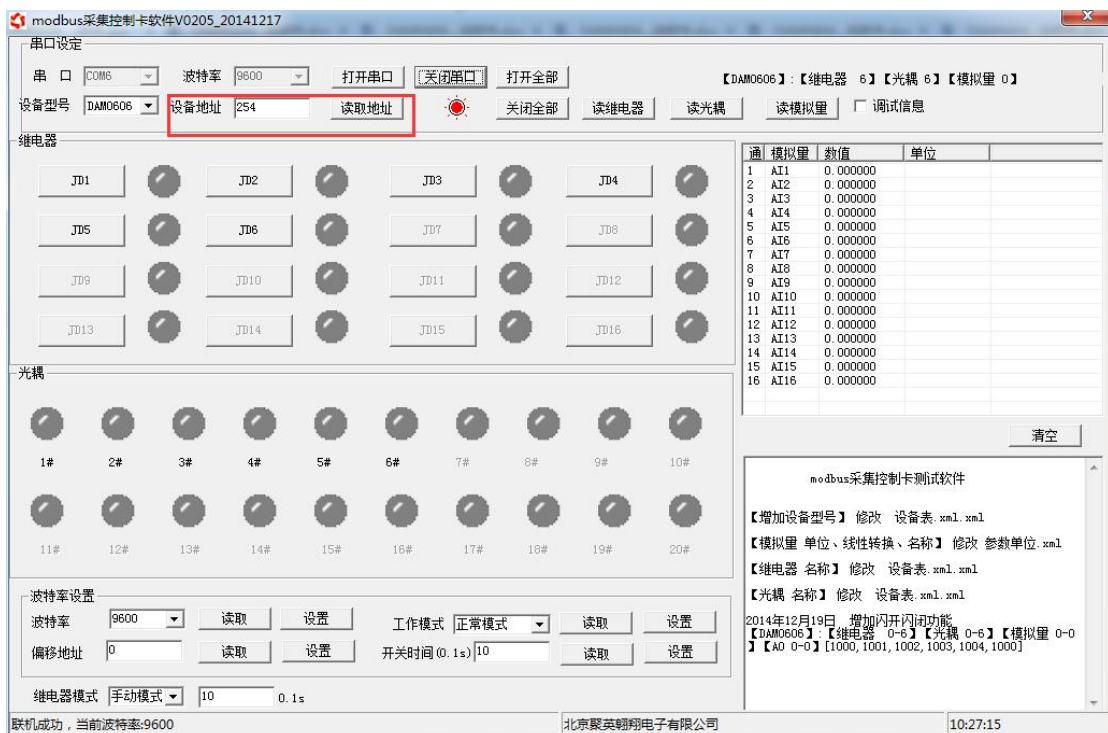 modbus采集控制卡软件V0205_20141217
串口设定
串 口 COM6 波特率 9600 打开串口 关闭串口 打开全部 【DAM0606】:【继电器 6】【光耦 6】【模拟量 0】
设备型号 DAM0606 设备地址 254 读取地址 关闭全部 读继电器 读光耦 读模拟量 调试信息
继电器
JD1 JD2 JD3 JD4
JD5 JD6 JD7 JD8
JD9 JD10 JD11 JD12
JD13 JD14 JD15 JD16
光耦
1# 2# 3# 4# 5# 6# 7# 8# 9# 10#
11# 12# 13# 14# 15# 16# 17# 18# 19# 20#
波特率设置
波特率 9600 读取 设置 工作模式 正常模式 读取 设置
偏移地址 0 读取 设置 开关时间(0.1s) 10 读取 设置
继电器模式 手动模式 10 0.1s
通 模拟量 数值 单位
1 AI1 0.000000
2 AI2 0.000000
3 AI3 0.000000
4 AI4 0.000000
5 AI5 0.000000
6 AI6 0.000000
7 AI7 0.000000
8 AI8 0.000000
9 AI9 0.000000
10 AI10 0.000000
11 AI11 0.000000
12 AI12 0.000000
13 AI13 0.000000
14 AI14 0.000000
15 AI15 0.000000
16 AI16 0.000000
清空
modbus采集控制卡测试软件
【增加设备型号】 修改 设备表.xml.xml
【模拟量 单位、线性转换、名称】 修改 参数单位.xml
【继电器 名称】 修改 设备表.xml.xml
【光耦 名称】 修改 设备表.xml.xml
2014年12月19日 增加闪开闪闭功能
【DAM0606】:【继电器 0-6】【光耦 0-6】【模拟量 0-0
】【AO 0-0】[1000,1001,1002,1003,1004,1000]
联机成功,当前波特率:9600 北京聚英翱翔电子有限公司 10:27:15